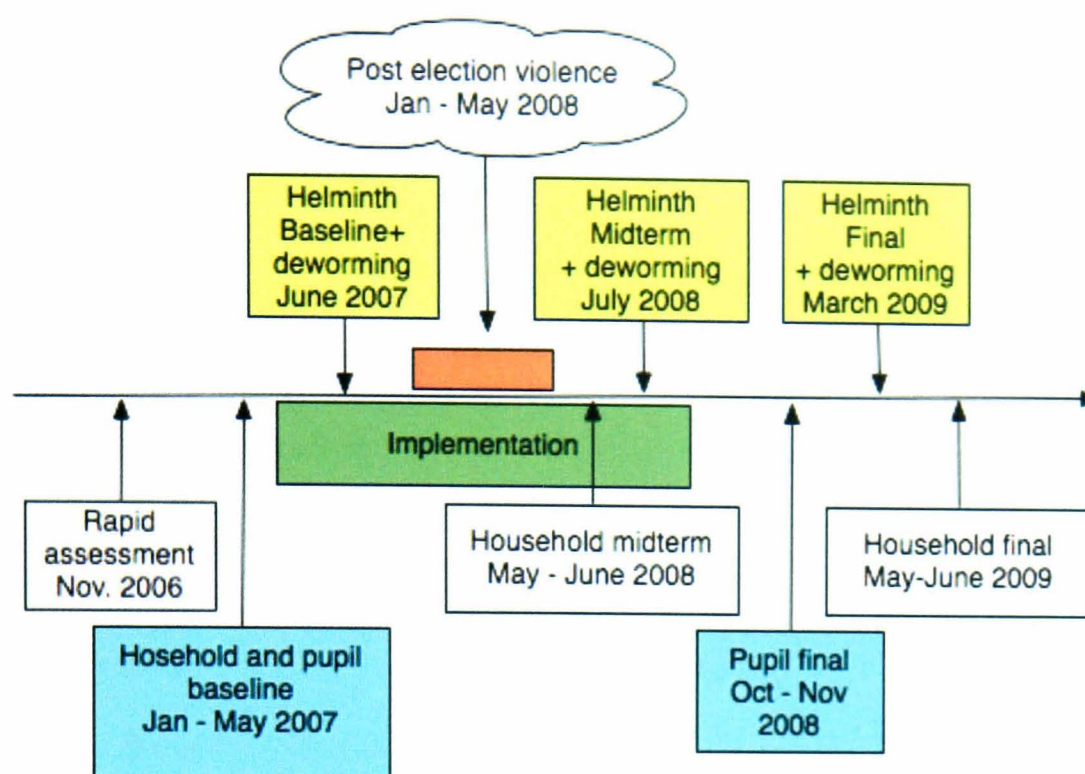 Post election violence
Jan - May 2008
Helminth
Baseline+
deworming
June 2007
Helminth
Midterm
+ deworming
July 2008
Helminth
Final
+ deworming
March 2009
Implementation
Rapid
assessment
Nov. 2006
Household midterm
May - June 2008
Household final
May-June 2009
Hosehold and pupil
baseline
Jan - May 2007
Pupil final
Oct - Nov
2008